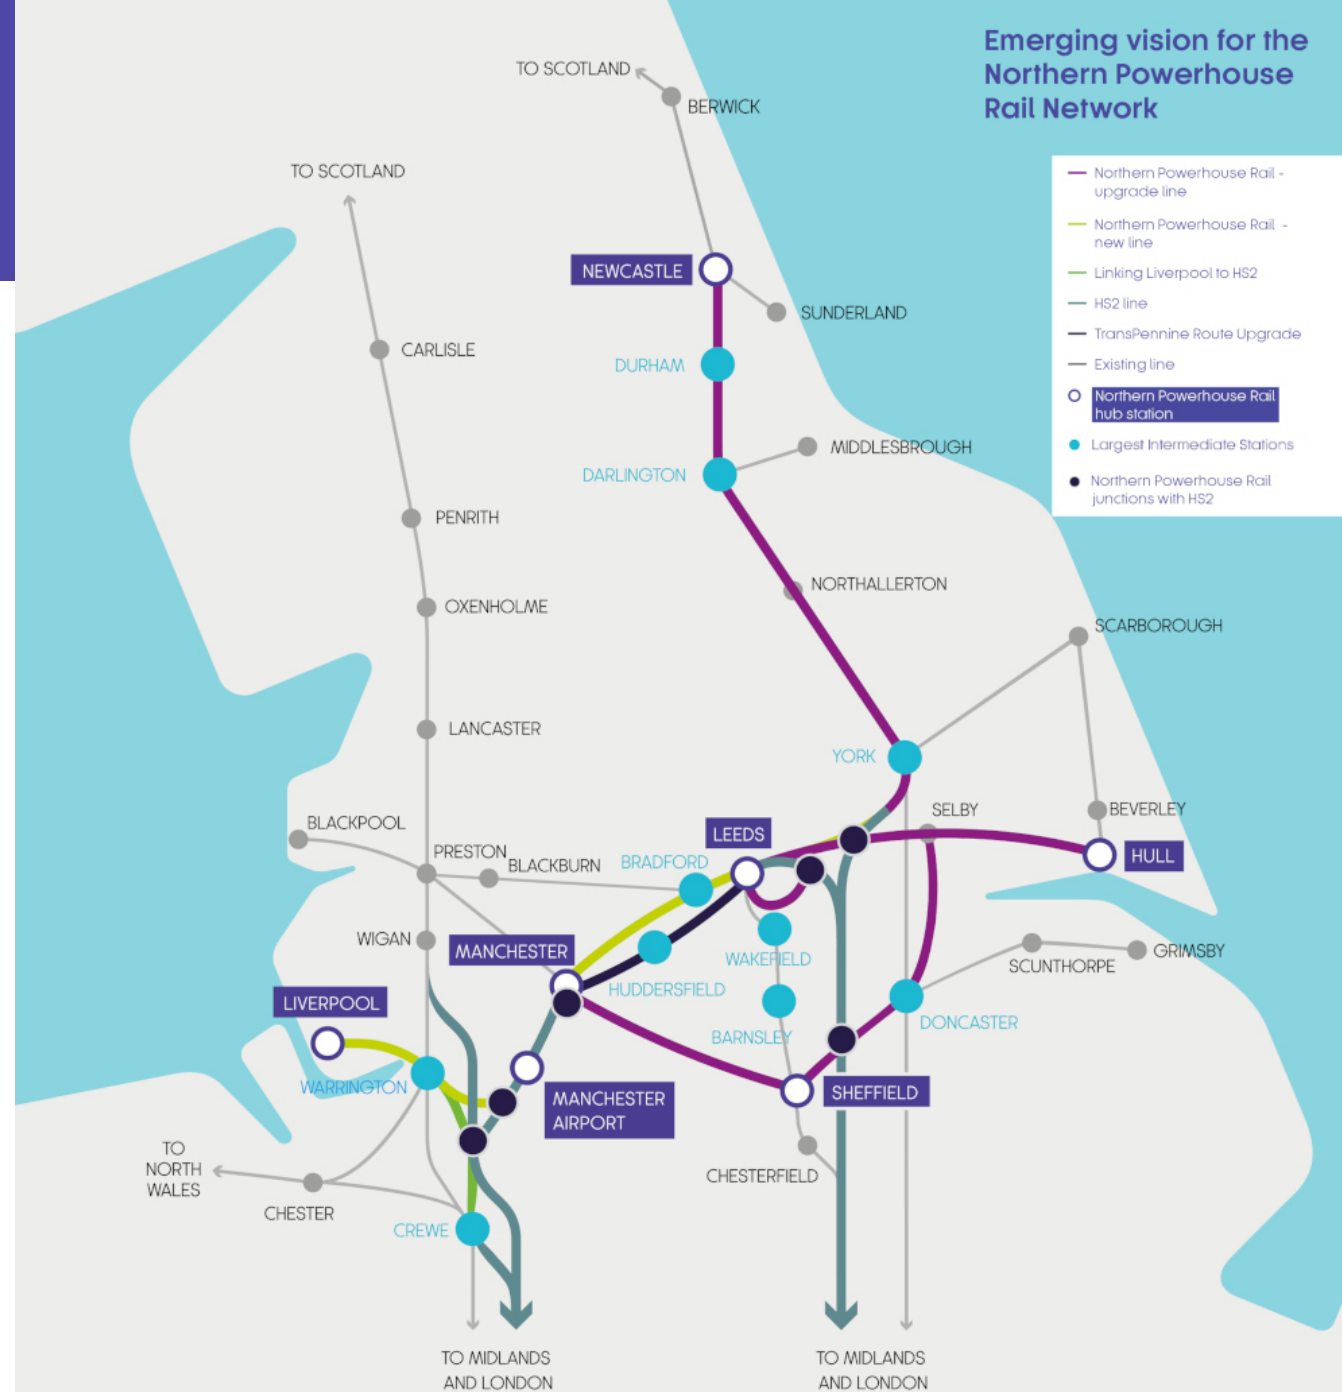 Emerging vision for the
Northern Powerhouse
Rail Network
Northern Powerhouse Rail -
upgrade line
Northern Powerhouse Rail -
new line
Linking Liverpool to HS2
HS2 line
TransPennine Route Upgrade
Existing line
Northern Powerhouse Rail
hub station
Largest Intermediate Stations
Northern Powerhouse Rail
junctions with HS2
TO SCOTLAND
BERWICK
TO SCOTLAND
NEWCASTLE
SUNDERLAND
CARLISLE
DURHAM
MIDDLESBROUGH
DARLINGTON
PENRITH
NORTHALLERTON
OXENHOLME
SCARBOROUGH
LANCASTER
YORK
BLACKPOOL
SELBY
BEVERLEY
LEEDS
PRESTON
BLACKBURN
BRADFORD
HULL
WIGAN
MANCHESTER
WAKEFIELD
SCUNTHORPE
GRIMSBY
HUDDERSFIELD
LIVERPOOL
DONCASTER
BARNSLEY
WARRINGTON
SHEFFIELD
MANCHESTER
AIRPORT
TO
NORTH
WALES
CHESTERFIELD
CHESTER
CREWE
TO MIDLANDS
AND LONDON
TO MIDLANDS
AND LONDON